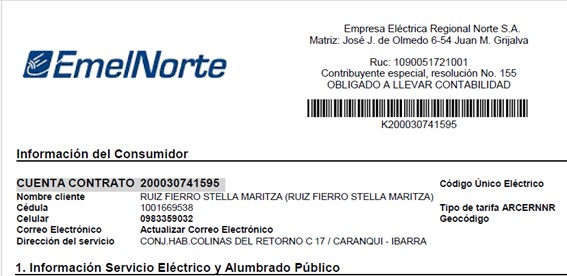 EmelNorte
Empresa Eléctrica Regional Norte S.A.
Matriz: José J. de Olmedo 6-54 Juan M. Grijalva
Ruc: 1090051721001
Contribuyente especial, resolución No. 155
OBLIGADO A LLEVAR CONTABILIDAD
K200030741595
Información del Consumidor
CUENTA CONTRATO 200030741595 Código Único Eléctrico
Nombre cliente RUIZ FIERRO STELLA MARITZA (RUIZ FIERRO STELLA MARITZA)
Cédula 1001669538 Tipo de tarifa ARCERNNR
Celular 0983359032 Geocódigo
Correo Electrónico Actualizar Correo Electrónico
Dirección del servicio CONJ.HAB.COLINAS DEL RETORNO C 17 / CARANQUI - IBARRA
1. Información Servicio Eléctrico y Alumbrado Público